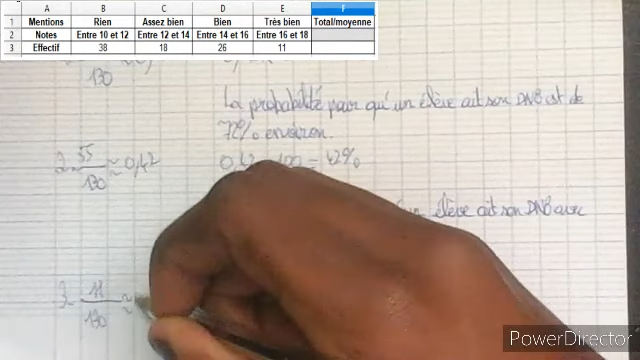 A B C D E F
1 Mentions Rien Assez bien Bien Très bien Total/moyenne
2 Notes Entre 10 et 12 Entre 12 et 14 Entre 14 et 16 Entre 16 et 18
3 Effectif 38 18 26 11
130
La probabilité pour qu'un élève ait son DNB est de
72% environ.
2- 55/130 ≈ 0,42
100 = 42%
un élève ait son DNB avec
3- 11/130 ≈
PowerDirector